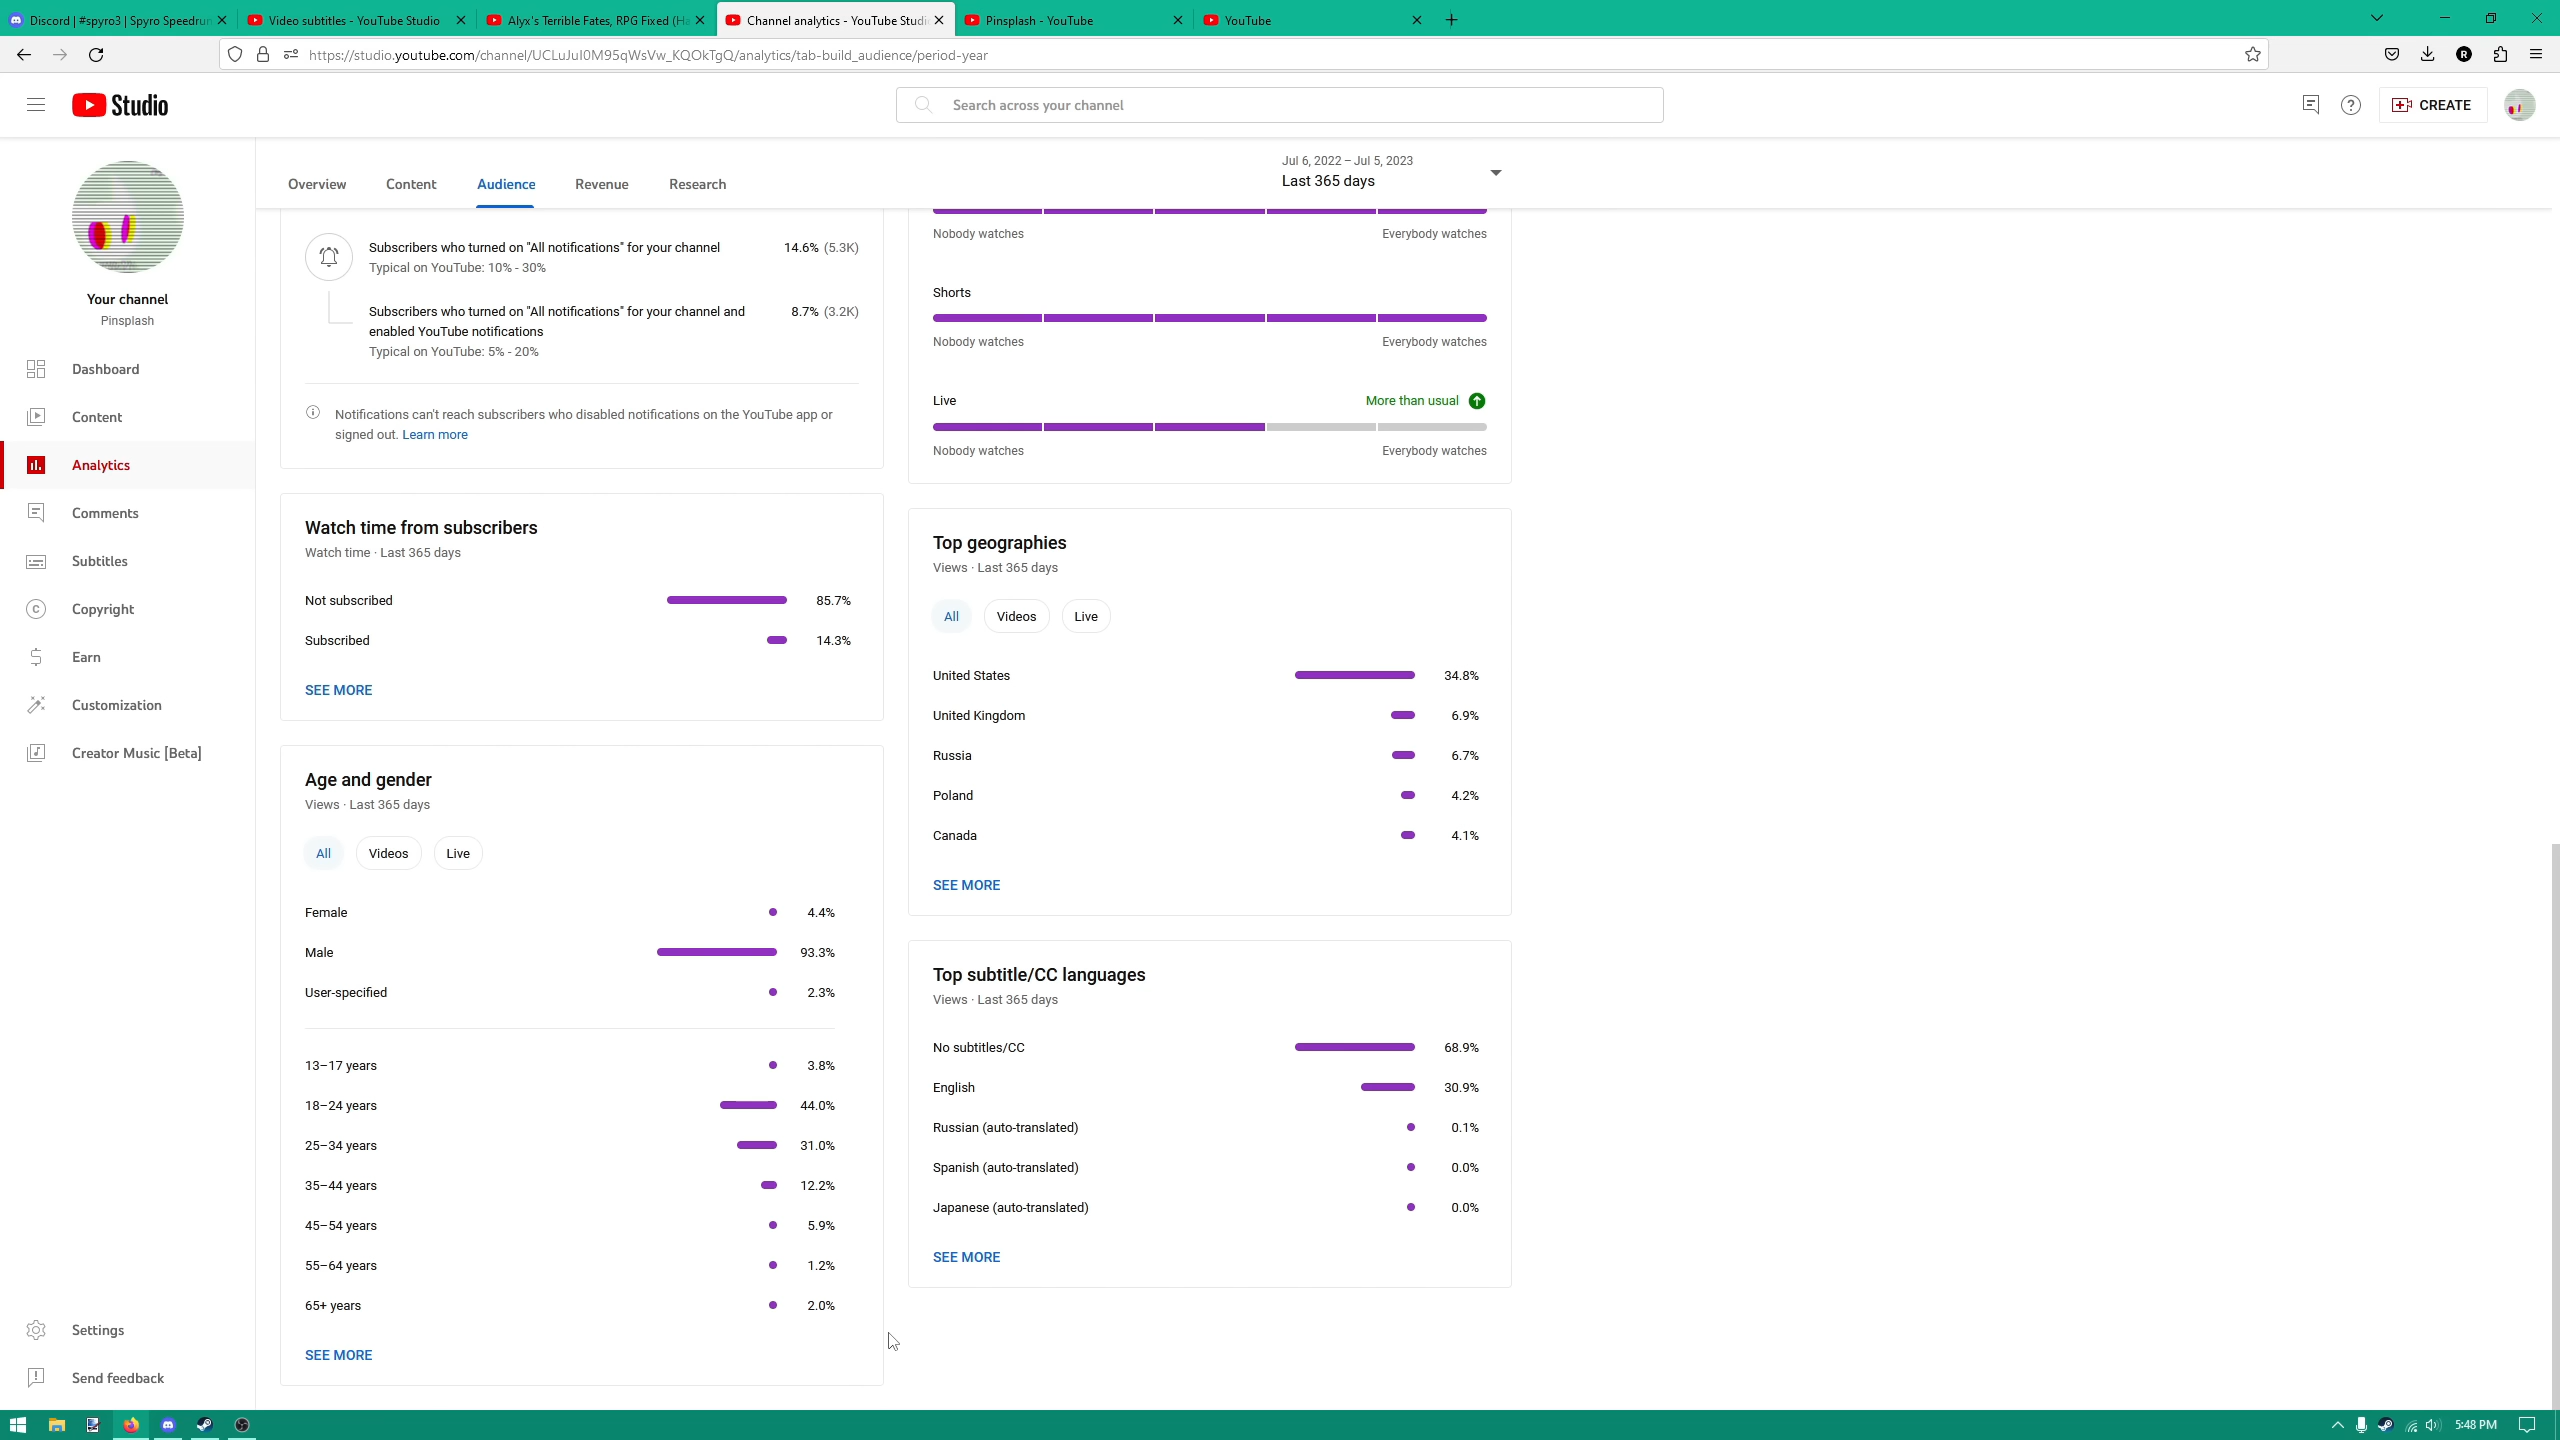 Discord | #spyro3 | Spyro Speedrun
Video subtitles - YouTube Studio
Alyx's Terrible Fates, RPG Fixed (Ha
Channel analytics - YouTube Studi
Pinsplash - YouTube
YouTube
https://studio.youtube.com/channel/UCLuJuI0M95qWsVw_KQOkTgQ/analytics/tab-build_audience/period-year
R
Studio
Search across your channel
CREATE
Your channel
Pinsplash
Dashboard
Content
Analytics
Comments
Subtitles
Copyright
Earn
Customization
Creator Music [Beta]
Settings
Send feedback
Overview
Content
Audience
Revenue
Research
Jul 6, 2022 – Jul 5, 2023
Last 365 days
Subscribers who turned on "All notifications" for your channel 14.6% (5.3K)
Typical on YouTube: 10% - 30%
Subscribers who turned on "All notifications" for your channel and 8.7% (3.2K)
enabled YouTube notifications
Typical on YouTube: 5% - 20%
Notifications can't reach subscribers who disabled notifications on the YouTube app or
signed out. Learn more
Watch time from subscribers
Watch time · Last 365 days
Not subscribed 85.7%
Subscribed 14.3%
SEE MORE
Age and gender
Views · Last 365 days
All Videos Live
Female 4.4%
Male 93.3%
User-specified 2.3%
13–17 years 3.8%
18–24 years 44.0%
25–34 years 31.0%
35–44 years 12.2%
45–54 years 5.9%
55–64 years 1.2%
65+ years 2.0%
SEE MORE
Nobody watches Everybody watches
Shorts
Nobody watches Everybody watches
Live More than usual
Nobody watches Everybody watches
Top geographies
Views · Last 365 days
All Videos Live
United States 34.8%
United Kingdom 6.9%
Russia 6.7%
Poland 4.2%
Canada 4.1%
SEE MORE
Top subtitle/CC languages
Views · Last 365 days
No subtitles/CC 68.9%
English 30.9%
Russian (auto-translated) 0.1%
Spanish (auto-translated) 0.0%
Japanese (auto-translated) 0.0%
SEE MORE
5:48 PM